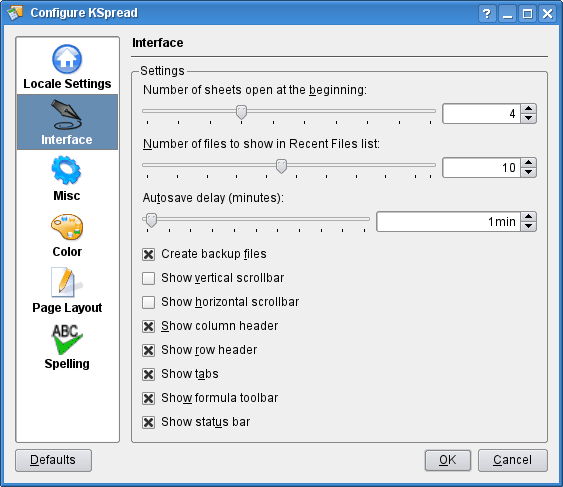 Configure KSpread
Locale Settings
Interface
Misc
Color
Page Layout
ABC
Spelling
Interface
Settings
Number of sheets open at the beginning:
4
Number of files to show in Recent Files list:
10
Autosave delay (minutes):
1min
Create backup files
Show vertical scrollbar
Show horizontal scrollbar
Show column header
Show row header
Show tabs
Show formula toolbar
Show status bar
Defaults
OK
Cancel